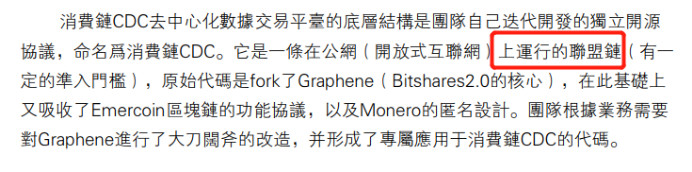 消費鏈CDC去中心化數據交易平臺的底層結構是團隊自己迭代開發的獨立開源
協議，命名爲消費鏈CDC。它是一條在公網（開放式互聯網）上運行的聯盟鏈（有一
定的準入門檻），原始代碼是fork了Graphene（Bitshares2.0的核心），在此基礎上
又吸收了Emercoin區塊鏈的功能協議，以及Monero的匿名設計。團隊根據業務需要
對Graphene進行了大刀闊斧的改造，并形成了專屬應用于消費鏈CDC的代碼。